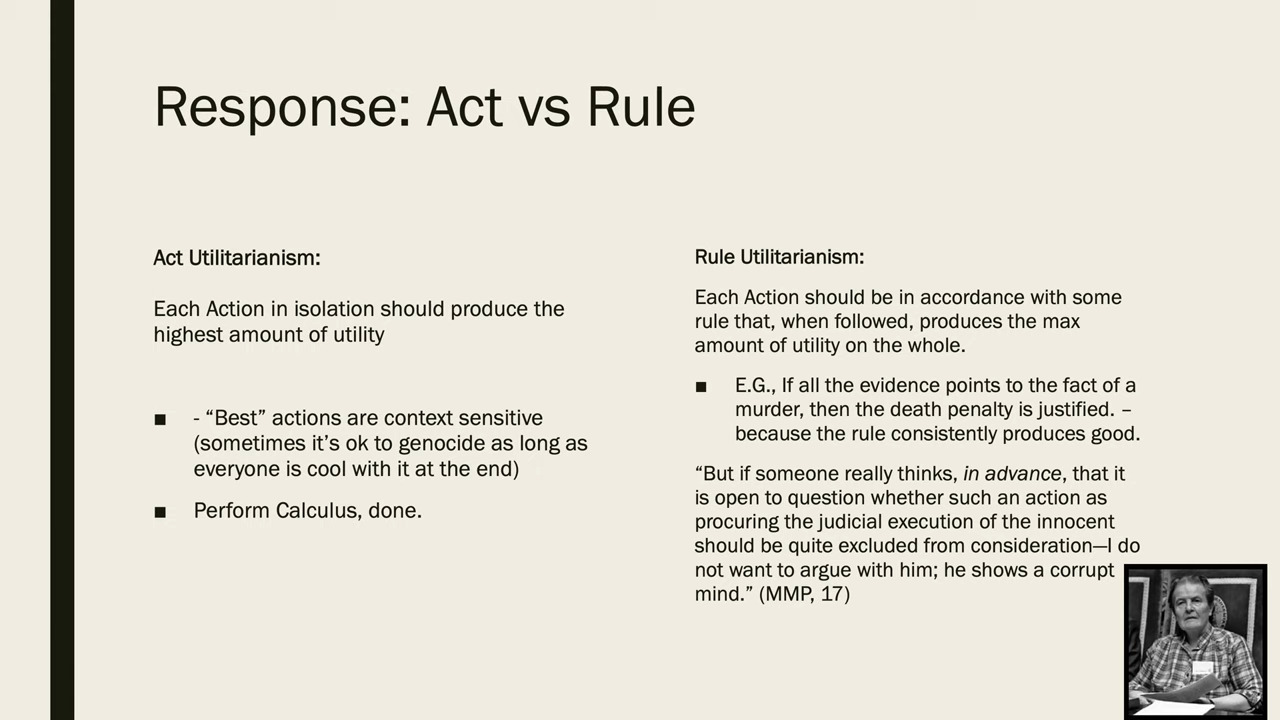 Response: Act vs Rule
Act Utilitarianism:
Each Action in isolation should produce the
highest amount of utility
■ - “Best” actions are context sensitive
(sometimes it’s ok to genocide as long as
everyone is cool with it at the end)
■ Perform Calculus, done.
Rule Utilitarianism:
Each Action should be in accordance with some
rule that, when followed, produces the max
amount of utility on the whole.
■ E.G., If all the evidence points to the fact of a
murder, then the death penalty is justified. –
because the rule consistently produces good.
“But if someone really thinks, in advance, that it
is open to question whether such an action as
procuring the judicial execution of the innocent
should be quite excluded from consideration—I do
not want to argue with him; he shows a corrupt
mind.” (MMP, 17)